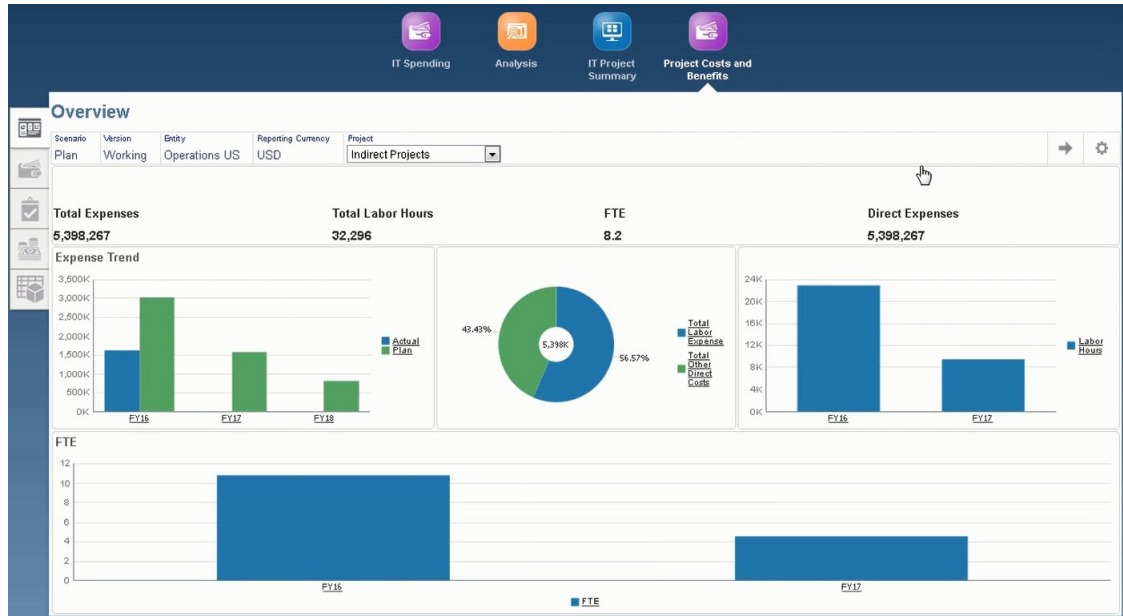 IT Spending
Analysis
IT Project
Summary
Project Costs and
Benefits
Overview
Scenario Version Entity Reporting Currency Project
Plan Working Operations US USD Indirect Projects
Total Expenses Total Labor Hours FTE Direct Expenses
5,398,267 32,296 8.2 5,398,267
Expense Trend
3,500K
3,000K
2,500K
2,000K
1,500K
1,000K
500K
0K
FY16 FY17 FY18
Actual
Plan
43.43%
5,398K
56.57%
Total
Labor
Expense
Total
Other
Direct
Costs
24K
20K
16K
12K
8K
4K
0K
FY16 FY17
Labor
Hours
FTE
12
10
8
6
4
2
0
FY16 FY17
FTE